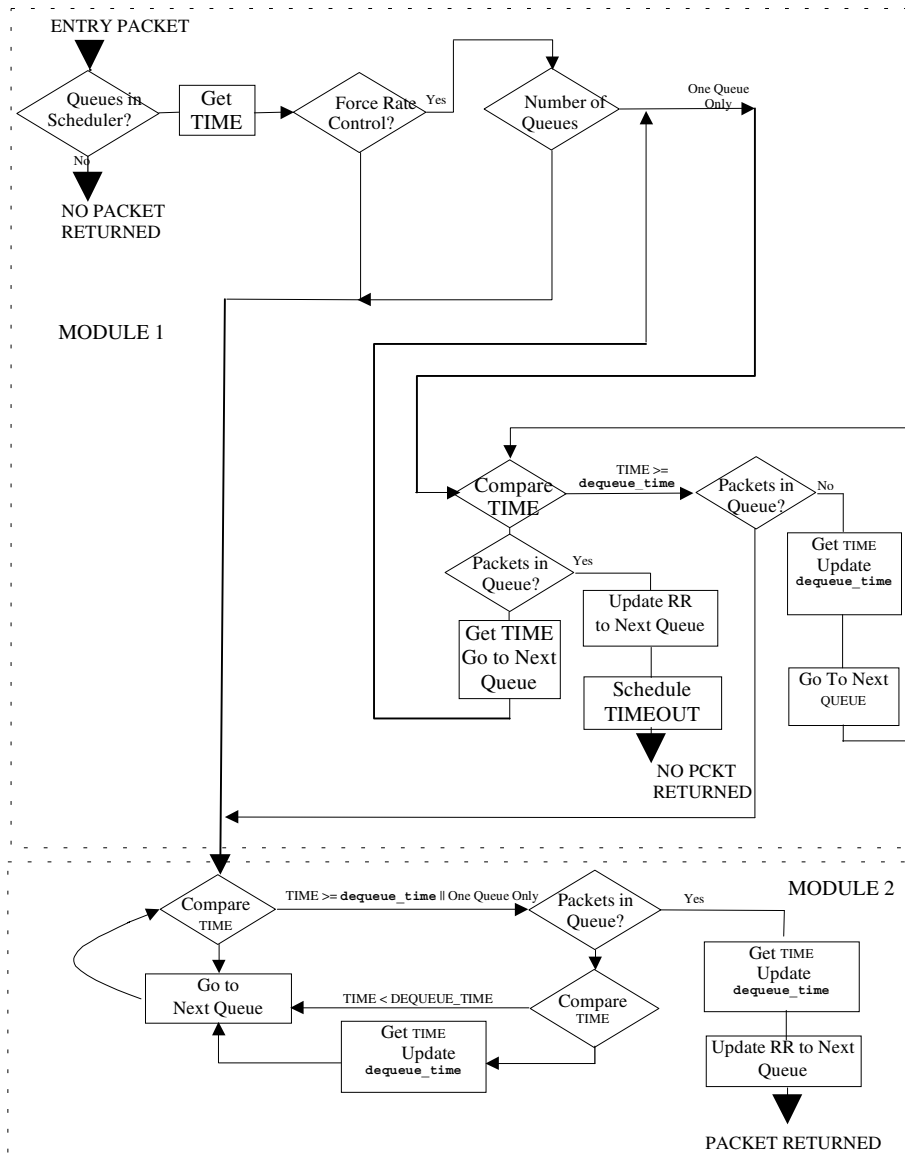 ENTRY PACKET
Queues in
Scheduler?
Get
TIME
Force Rate
Control?
Yes
Number of
Queues
One Queue
Only
No
NO PACKET
RETURNED
MODULE 1
Compare
TIME
TIME >=
dequeue_time
Packets in
Queue?
No
Get TIME
Update
dequeue_time
Packets in
Queue?
Yes
Update RR
to Next Queue
Get TIME
Go to Next
Queue
Go To Next
QUEUE
Schedule
TIMEOUT
NO PCKT
RETURNED
MODULE 2
Compare
TIME
TIME >= dequeue_time || One Queue Only
Packets in
Queue?
Yes
Get TIME
Update
dequeue_time
Go to
Next Queue
TIME < DEQUEUE_TIME
Compare
TIME
Get TIME
Update
dequeue_time
Update RR to Next
Queue
PACKET RETURNED